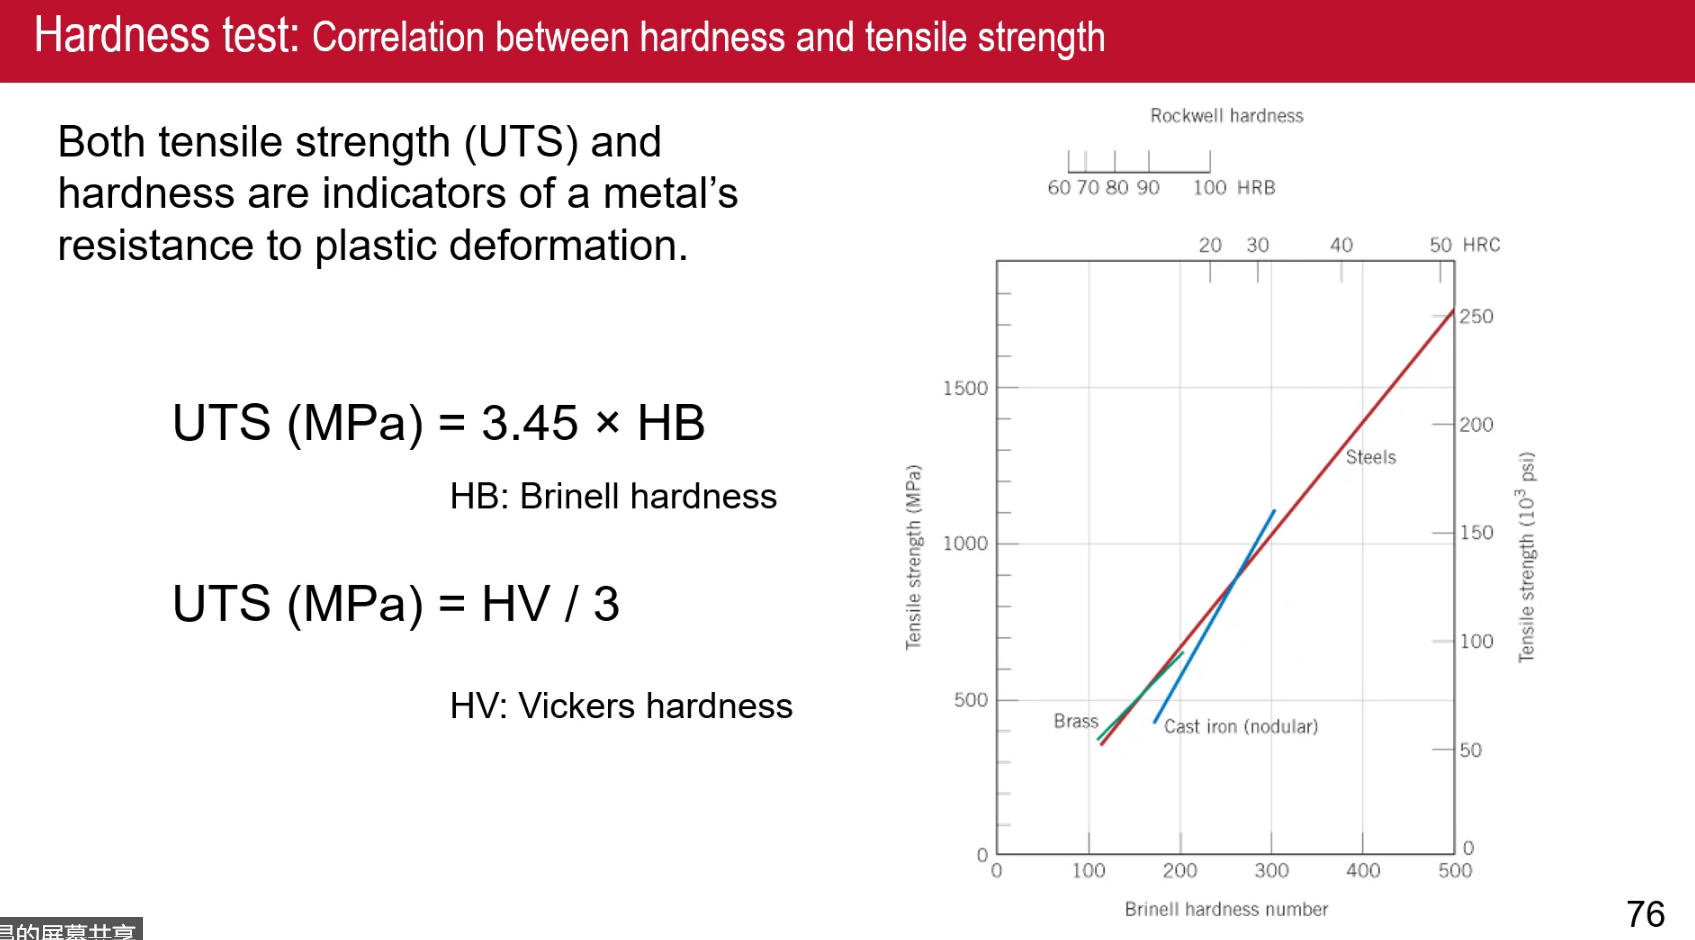 Hardness test: Correlation between hardness and tensile strength
Both tensile strength (UTS) and
hardness are indicators of a metal’s
resistance to plastic deformation.
UTS (MPa) = 3.45 × HB
HB: Brinell hardness
UTS (MPa) = HV / 3
HV: Vickers hardness
Rockwell hardness
60 70 80 90 100 HRB
20 30 40 50 HRC
250
1500
200
Steels
Tensile strength (MPa)
Tensile strength (10³ psi)
150
1000
100
500
Brass
Cast iron (nodular)
50
0
0
0 100 200 300 400 500
Brinell hardness number
76
的屏幕共享